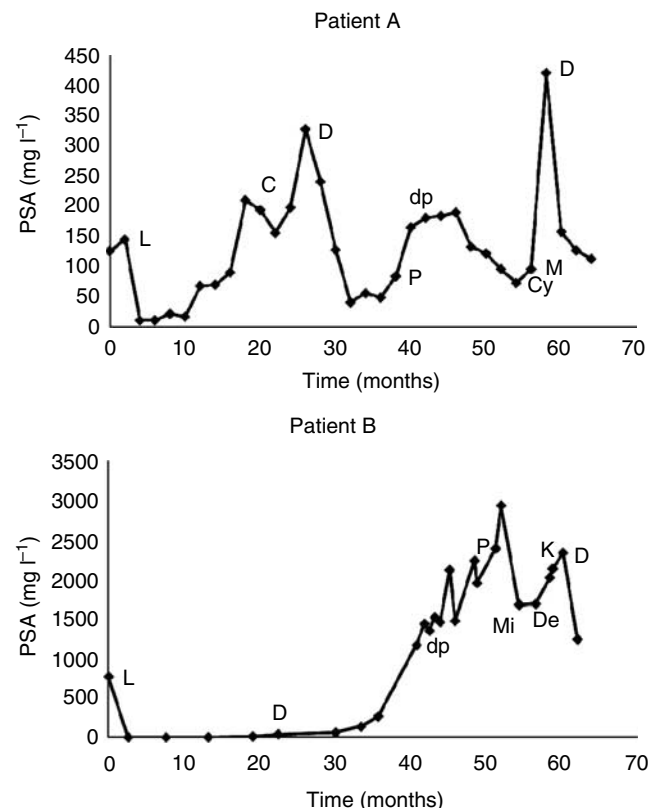 Patient A
PSA (mg l⁻¹)
450
400
350
300
250
200
150
100
50
0
L
C
D
P
dp
Cy
M
D
0 10 20 30 40 50 60 70
Time (months)
Patient B
PSA (mg l⁻¹)
3500
3000
2500
2000
1500
1000
500
0
L
D
dp
P
Mi
De
K
D
0 10 20 30 40 50 60 70
Time (months)